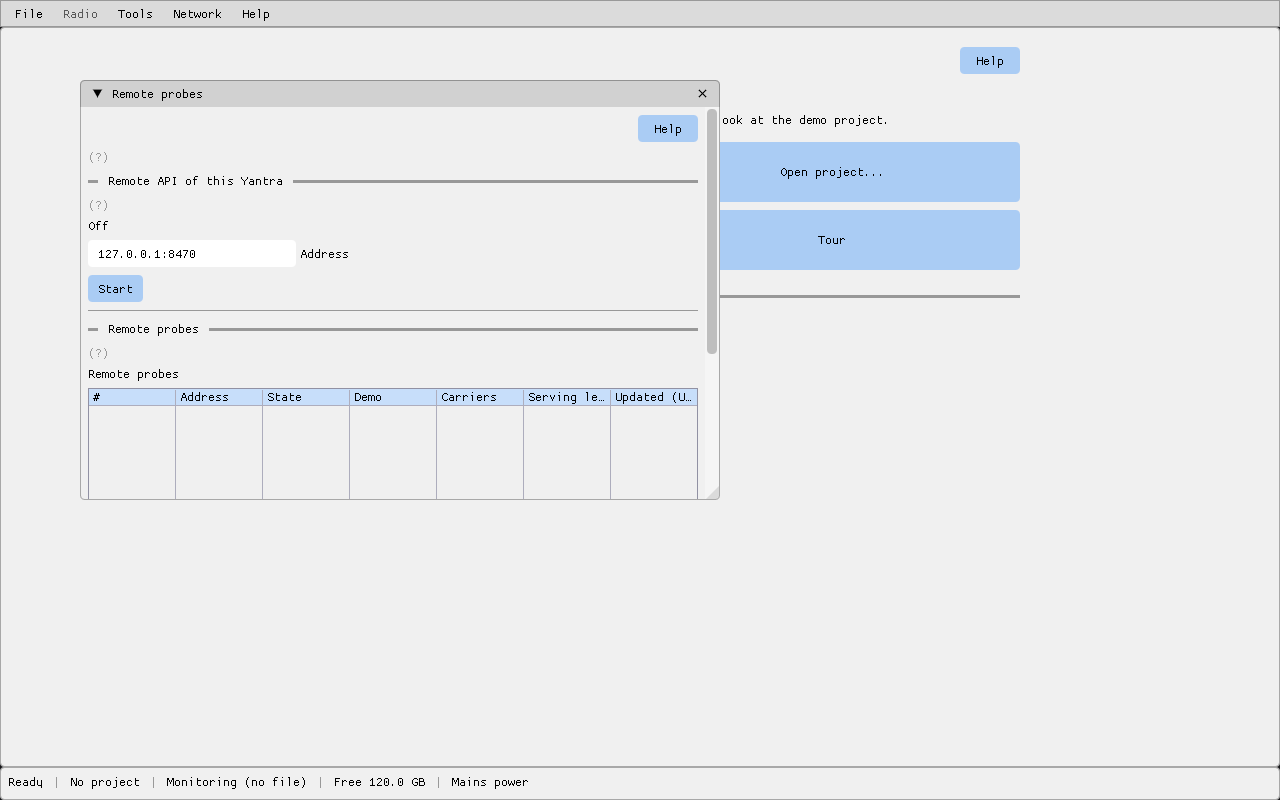 File Radio Tools Network Help
Help
▼ Remote probes ✕
Help
ook at the demo project.
(?)
Open project...
Remote API of this Yantra
(?)
Off
Tour
127.0.0.1:8470 Address
Start
Remote probes
(?)
Remote probes
# Address State Demo Carriers Serving le… Updated (U…
Ready | No project | Monitoring (no file) | Free 120.0 GB | Mains power